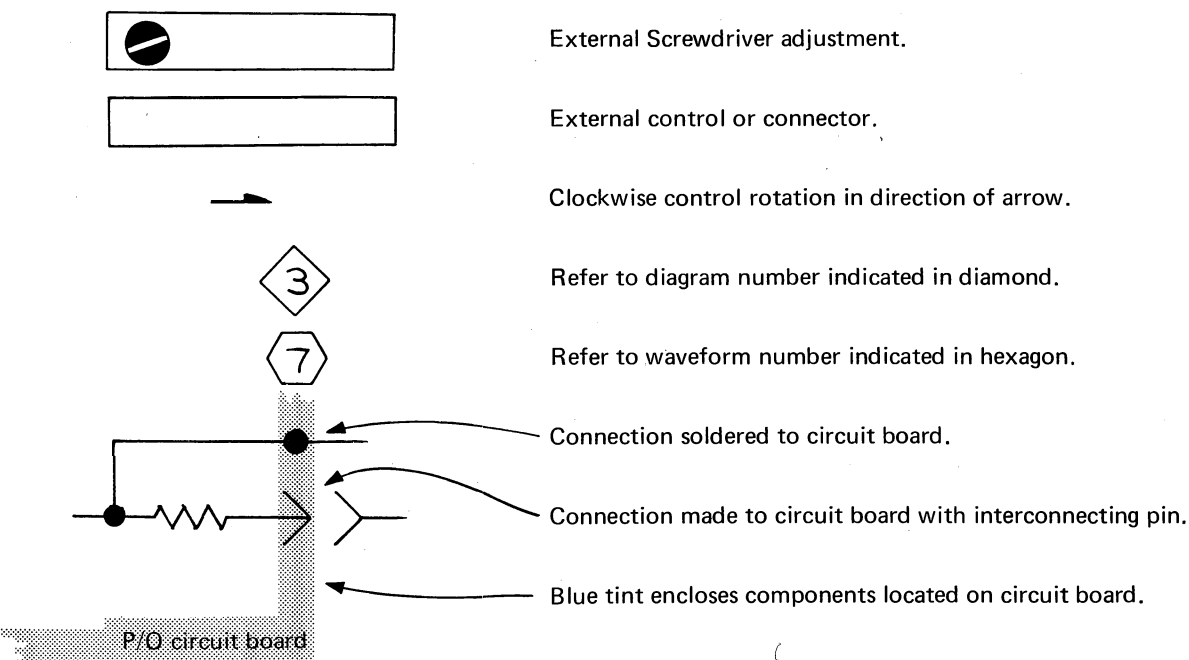 External Screwdriver adjustment.
External control or connector.
Clockwise control rotation in direction of arrow.
3
Refer to diagram number indicated in diamond.
7
Refer to waveform number indicated in hexagon.
Connection soldered to circuit board.
Connection made to circuit board with interconnecting pin.
Blue tint encloses components located on circuit board.
P/O circuit board